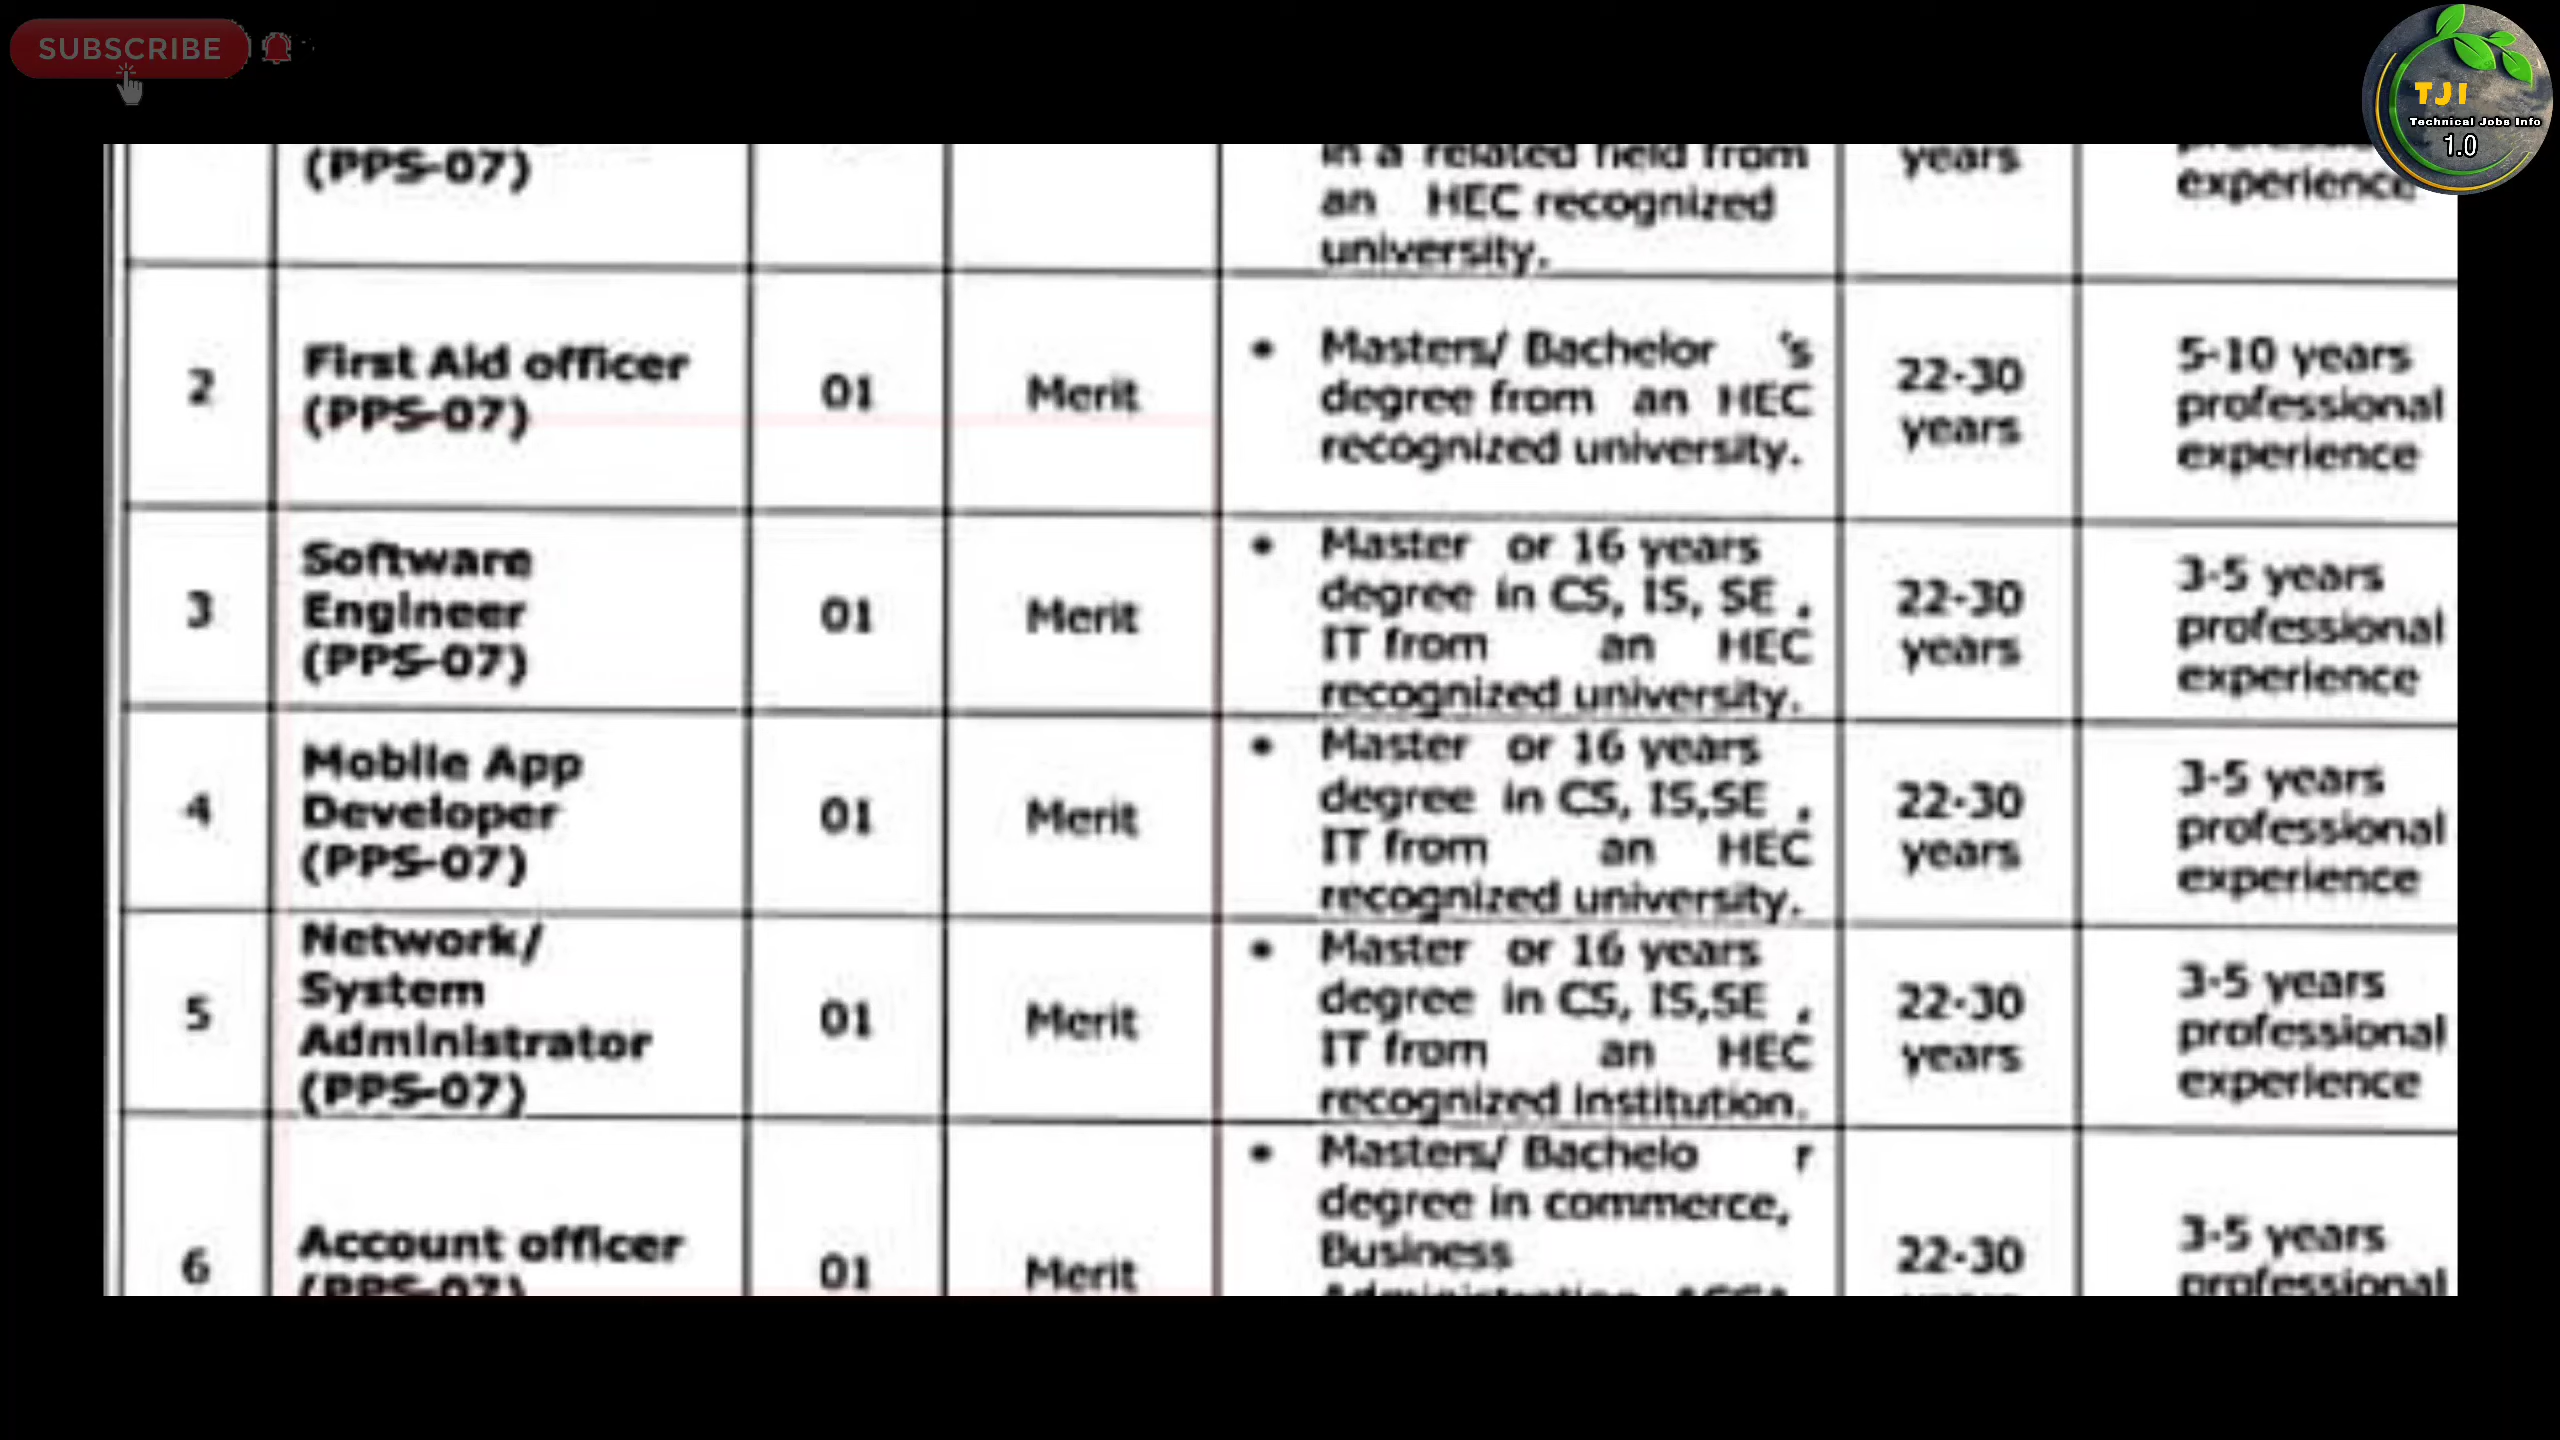 SUBSCRIBE
TJI
Technical Jobs Info
1.0
(PPS-07)
in a related field from
an HEC recognized
university.
years
experience
2
First Aid officer
(PPS-07)
01
Merit
• Masters/ Bachelor 's
degree from an HEC
recognized university.
22-30
years
5-10 years
professional
experience
3
Software
Engineer
(PPS-07)
01
Merit
• Master or 16 years
degree in CS, IS, SE ,
IT from an HEC
recognized university.
22-30
years
3-5 years
professional
experience
4
Mobile App
Developer
(PPS-07)
01
Merit
• Master or 16 years
degree in CS, IS,SE ,
IT from an HEC
recognized university.
22-30
years
3-5 years
professional
experience
5
Network/
System
Administrator
(PPS-07)
01
Merit
• Master or 16 years
degree in CS, IS,SE ,
IT from an HEC
recognized institution.
22-30
years
3-5 years
professional
experience
6
Account officer
(PPS-07)
01
Merit
• Masters/ Bachelo r
degree in commerce,
Business
22-30
3-5 years
professional